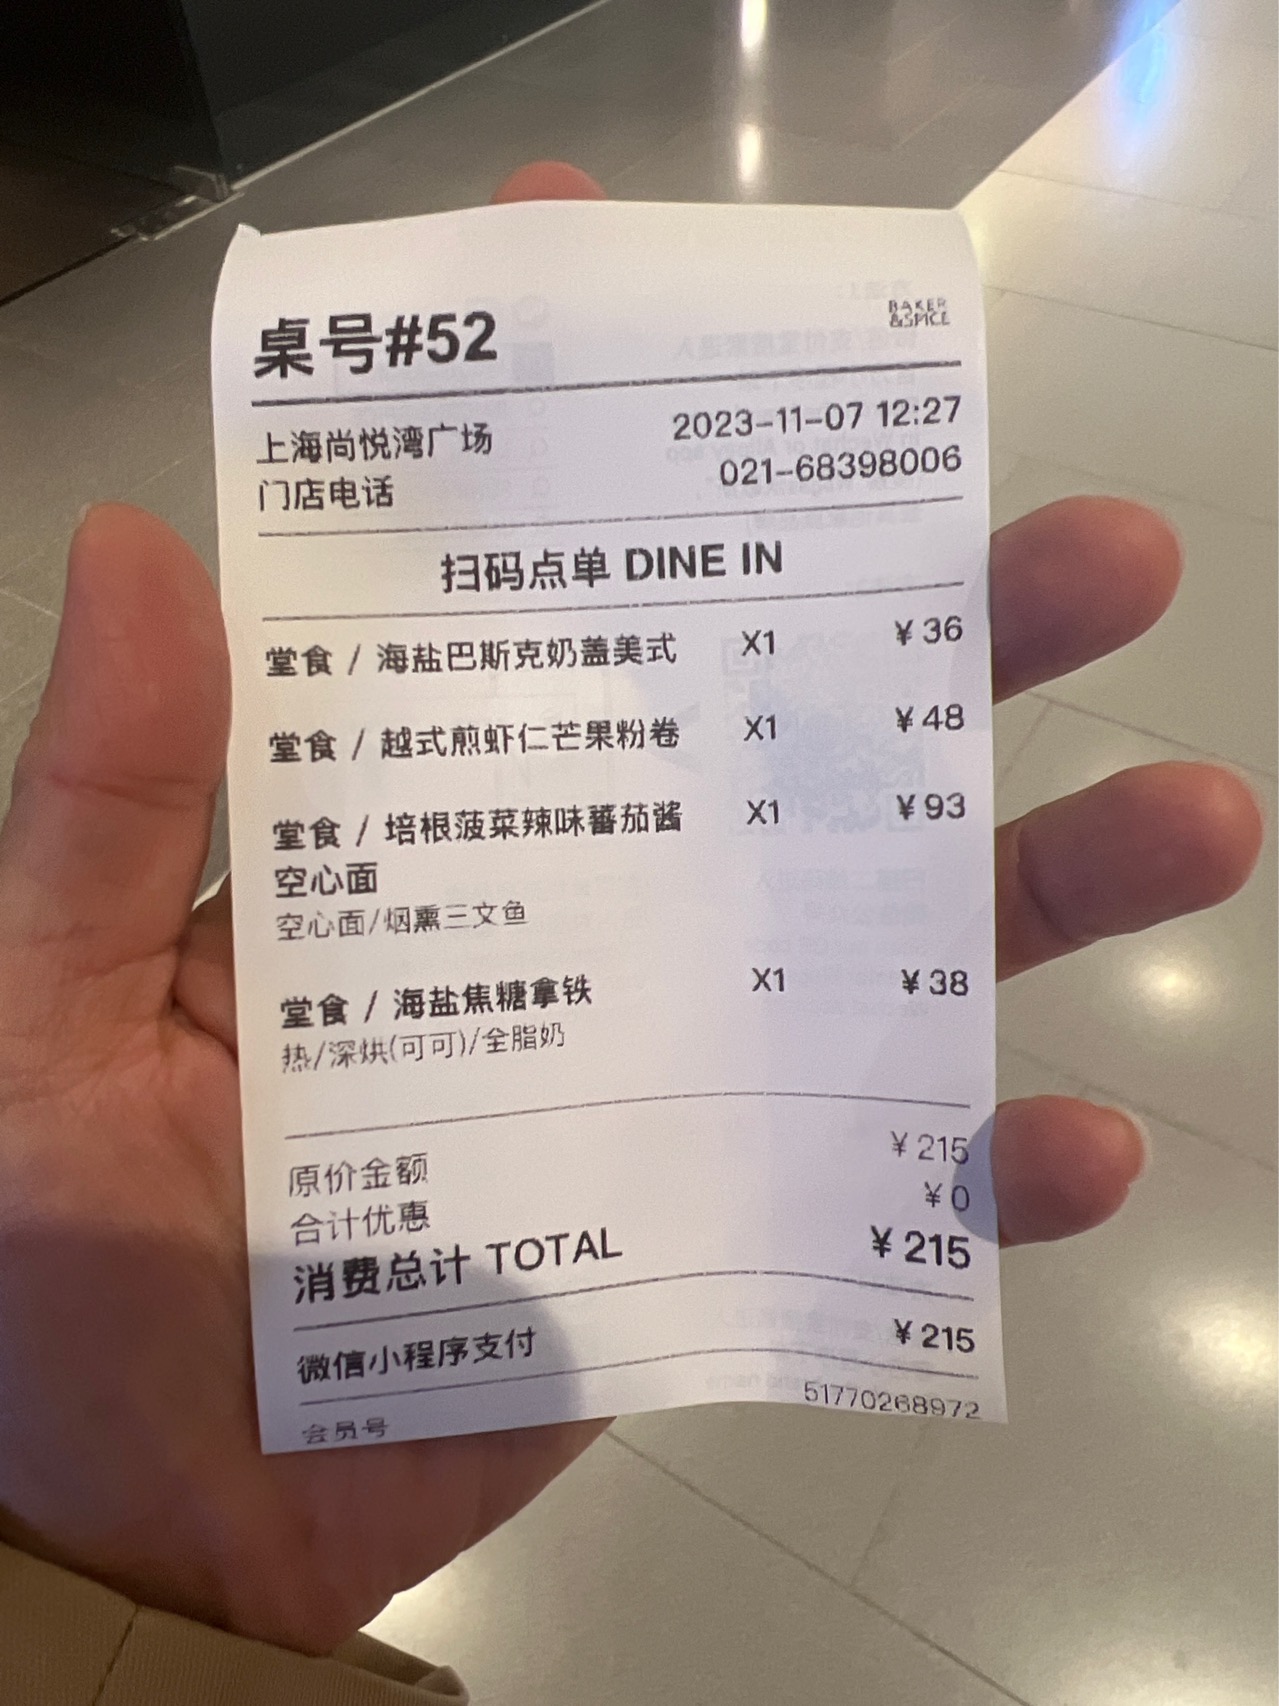 桌号#52
BAKER
&SPICE
上海尚悦湾广场 2023-11-07 12:27
门店电话 021-68398006
扫码点单 DINE IN
堂食 / 海盐巴斯克奶盖美式 X1 ¥36
堂食 / 越式煎虾仁芒果粉卷 X1 ¥48
堂食 / 培根菠菜辣味蕃茄酱 X1 ¥93
空心面
空心面/烟熏三文鱼
堂食 / 海盐焦糖拿铁 X1 ¥38
热/深烘(可可)/全脂奶
原价金额 ¥215
合计优惠 ¥0
消费总计 TOTAL ¥215
微信小程序支付 ¥215
会员号 51770268972